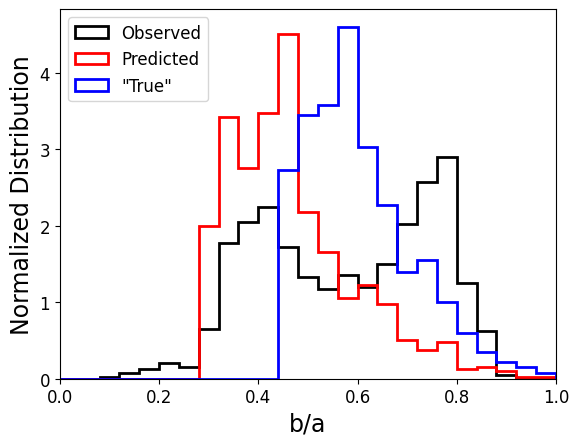 Observed
Predicted
"True"
Normalized Distribution
4
3
2
1
0
0.0 0.2 0.4 0.6 0.8 1.0
b/a